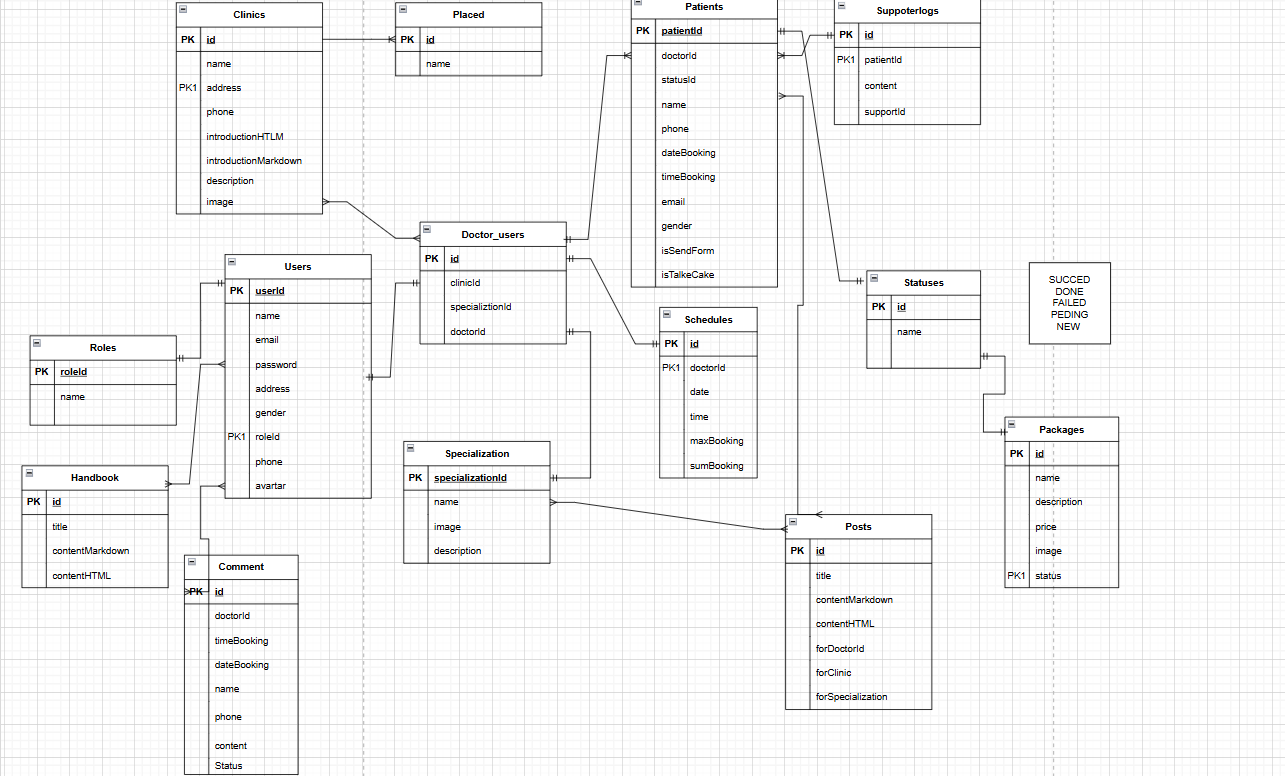 Clinics
PK id
name
PK1 address
phone
introductionHTLM
introductionMarkdown
description
image
Placed
PK id
name
Patients
PK patientId
doctorId
statusId
name
phone
dateBooking
timeBooking
email
gender
isSendForm
isTalkeCake
Suppoterlogs
PK id
PK1 patientId
content
supportId
Doctor_users
PK id
clinicId
specializtionId
doctorId
Users
PK userId
name
email
password
address
gender
PK1 roleId
phone
avartar
Roles
PK roleId
name
Schedules
PK id
PK1 doctorId
date
time
maxBooking
sumBooking
Statuses
PK id
name
SUCCED
DONE
FAILED
PEDING
NEW
Handbook
PK id
title
contentMarkdown
contentHTML
Specialization
PK specializationId
name
image
description
Packages
PK id
name
description
price
image
PK1 status
Posts
PK id
title
contentMarkdown
contentHTML
forDoctorId
forClinic
forSpecialization
Comment
PK id
doctorId
timeBooking
dateBooking
name
phone
content
Status